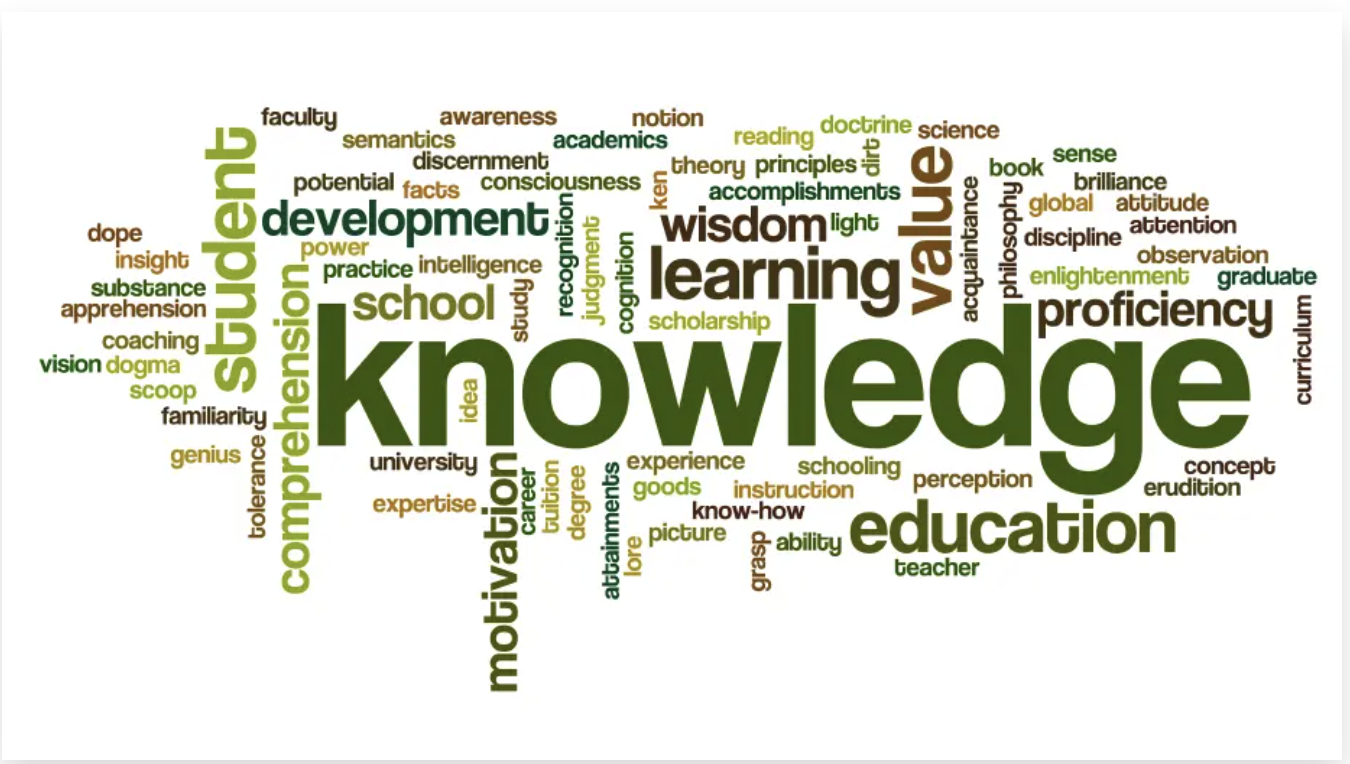 faculty
awareness
notion
semantics
academics
reading
doctrine
science
discernment
theory
principles
dirt
book
sense
potential
facts
consciousness
ken
accomplishments
brilliance
student
development
recognition
judgment
cognition
wisdom
light
value
acquaintance
philosophy
global
attitude
attention
discipline
dope
insight
power
practice
intelligence
learning
observation
enlightenment
graduate
substance
apprehension
school
study
scholarship
proficiency
curriculum
coaching
vision
dogma
scoop
comprehension
knowledge
idea
familiarity
genius
tolerance
university
experience
schooling
perception
concept
erudition
expertise
motivation
career
tuition
degree
attainments
goods
instruction
know-how
lore
picture
grasp
ability
education
teacher